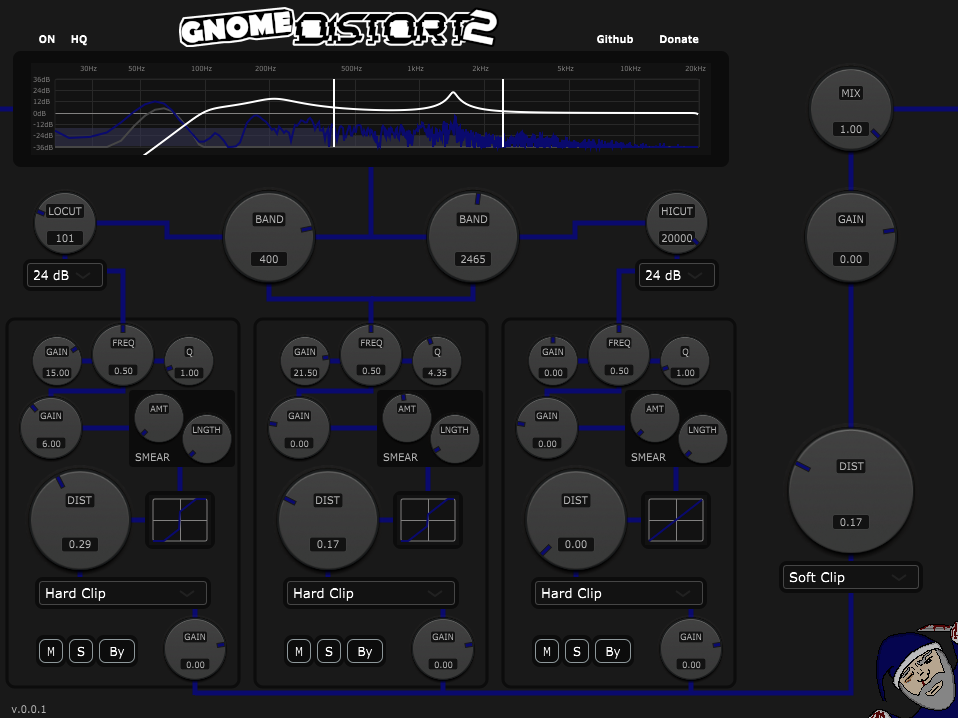 GNOME DISTORT 2
ON HQ
Github Donate
30Hz 50Hz 100Hz 200Hz 500Hz 1kHz 2kHz 5kHz 10kHz 20kHz
36dB
24dB
12dB
0dB
-12dB
-24dB
-36dB
MIX
1.00
LOCUT
101
24 dB
BAND
400
BAND
2465
HICUT
20000
24 dB
GAIN
0.00
GAIN
15.00
FREQ
0.50
Q
1.00
GAIN
6.00
AMT
LNGTH
SMEAR
DIST
0.29
Hard Clip
M S By
GAIN
0.00
GAIN
21.50
FREQ
0.50
Q
4.35
GAIN
0.00
AMT
LNGTH
SMEAR
DIST
0.17
Hard Clip
M S By
GAIN
0.00
GAIN
0.00
FREQ
0.50
Q
1.00
GAIN
0.00
AMT
LNGTH
SMEAR
DIST
0.00
Hard Clip
M S By
GAIN
0.00
DIST
0.17
Soft Clip
v.0.0.1